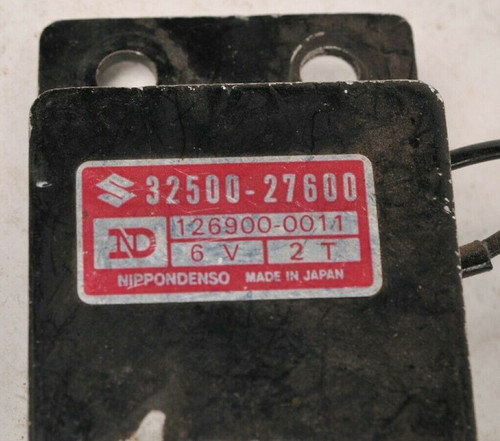 32500-27600
ND 126900-0011
6 V 2 T
NIPPONDENSO MADE IN JAPAN